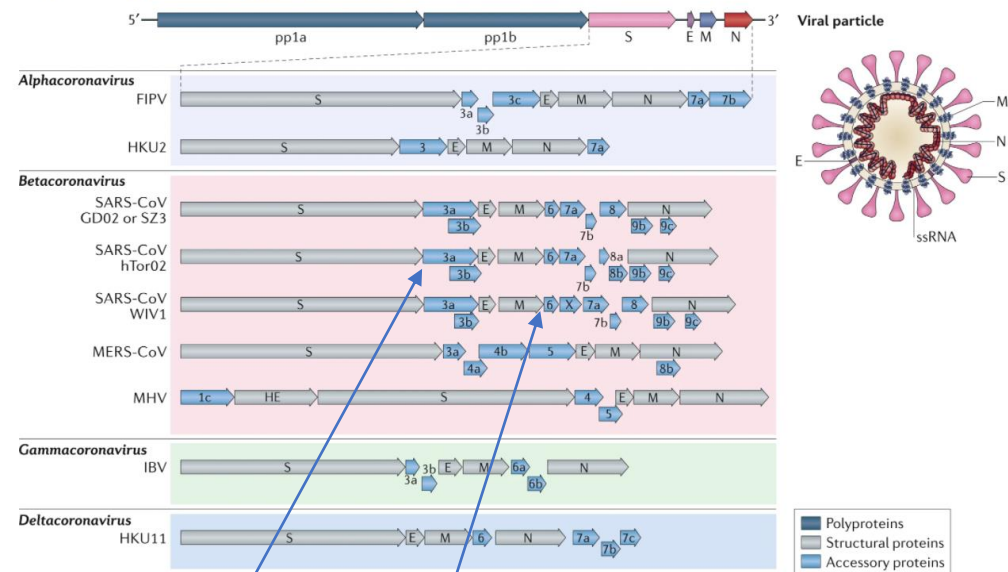 5′ 3′
pp1a pp1b S E M N
Viral particle
M
N
E
S
ssRNA
Alphacoronavirus
FIPV S 3a 3b 3c E M N 7a 7b
HKU2 S 3 E M N 7a
Betacoronavirus
SARS-CoV
GD02 or SZ3 S 3a 3b E M 6 7a 7b 8 N 9b 9c
SARS-CoV
hTor02 S 3a 3b E M 6 7a 7b 8a 8b N 9b 9c
SARS-CoV
WIV1 S 3a 3b E M 6 X 7a 7b 8 N 9b 9c
MERS-CoV S 3a 4a 4b 5 E M N 8b
MHV 1c HE S 4 5 E M N
Gammacoronavirus
IBV S 3a 3b E M 6a 6b N
Deltacoronavirus
HKU11 S E M 6 N 7a 7b 7c
Polyproteins
Structural proteins
Accessory proteins